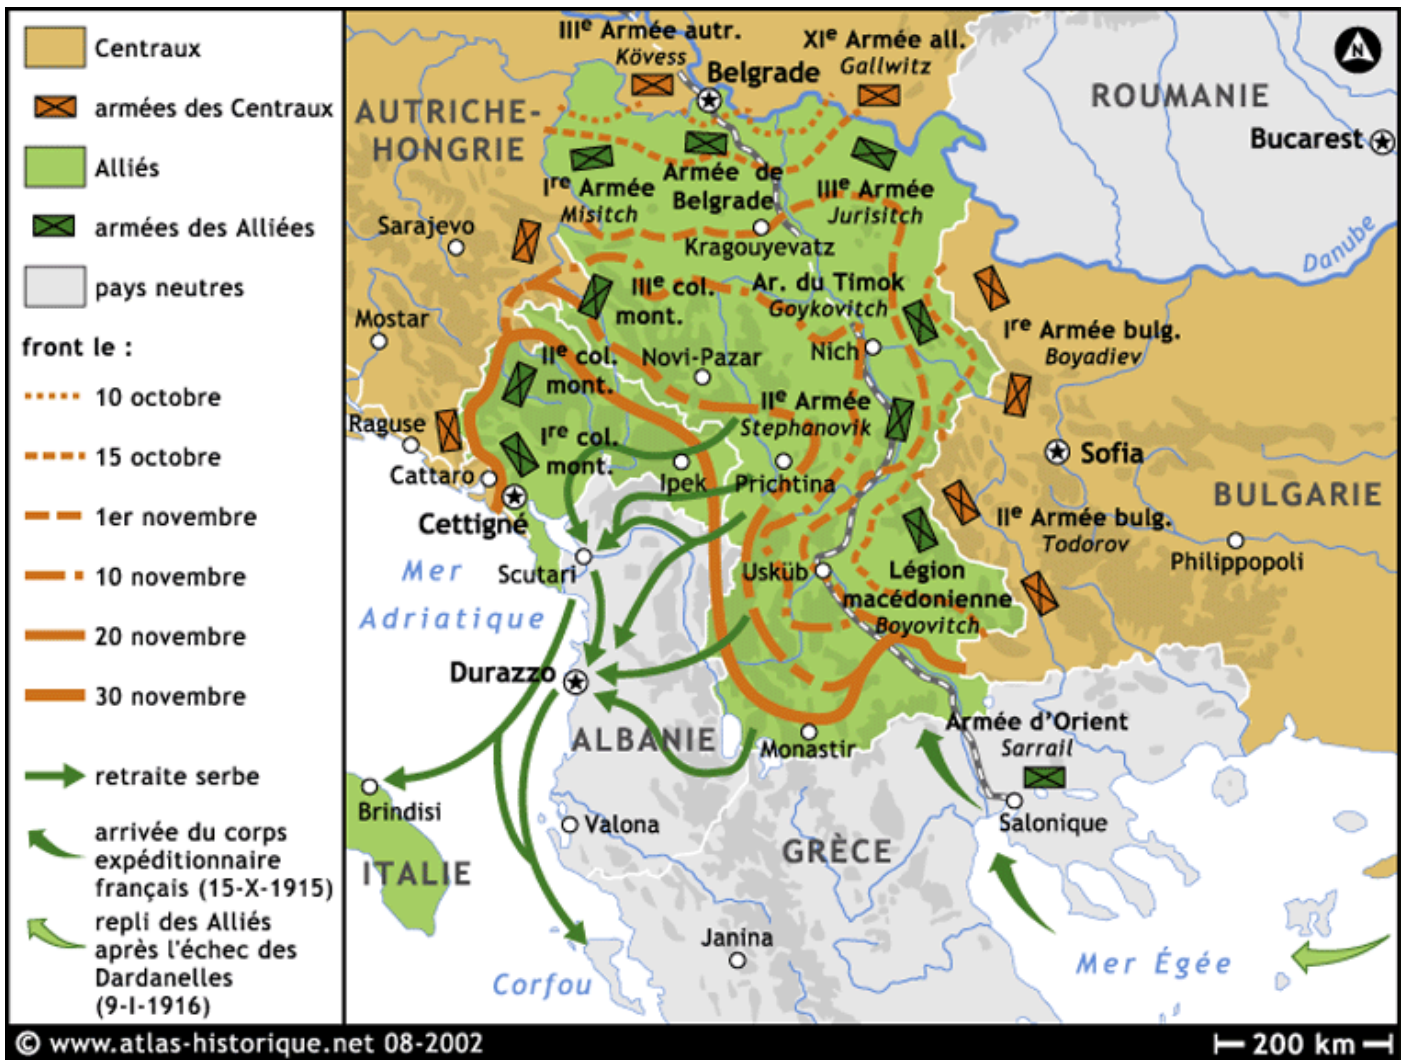 Centraux
armées des Centraux
Alliés
armées des Alliées
pays neutres
front le :
10 octobre
15 octobre
1er novembre
10 novembre
20 novembre
30 novembre
retraite serbe
arrivée du corps
expéditionnaire
français (15-X-1915)
repli des Alliés
après l'échec des
Dardanelles
(9-I-1916)
IIIe Armée autr.
Kövess
XIe Armée all.
Gallwitz
Belgrade
N
ROUMANIE
Bucarest
AUTRICHE-
HONGRIE
Ire Armée
Misitch
Armée de
Belgrade
IIIe Armée
Jurisitch
Sarajevo
Kragouyevatz
Danube
IIIe col.
mont.
Ar. du Timok
Goykovitch
Mostar
Ire Armée bulg.
Boyadiev
IIe col.
mont.
Novi-Pazar
Nich
IIe Armée
Stephanovik
Raguse
Ire col.
mont.
Sofia
Cattaro
Ipek
Prichtina
BULGARIE
Cettigné
IIe Armée bulg.
Todorov
Philippopoli
Mer
Adriatique
Scutari
Usküb
Légion
macédonienne
Boyovitch
Durazzo
ALBANIE
Monastir
Armée d'Orient
Sarrail
Brindisi
Valona
Salonique
ITALIE
GRÈCE
Janina
Corfou
Mer Égée
© www.atlas-historique.net 08-2002
200 km